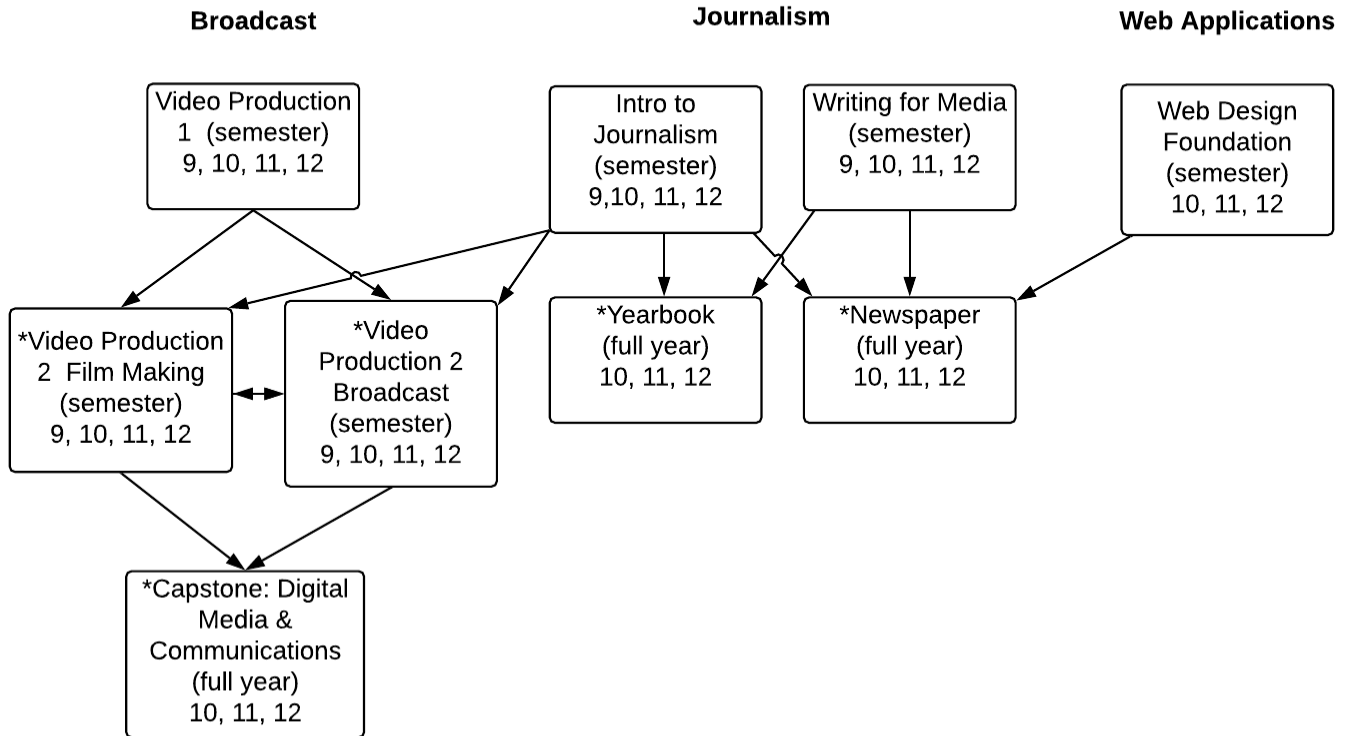 Broadcast
Journalism
Web Applications
Video Production
1 (semester)
9, 10, 11, 12
Intro to
Journalism
(semester)
9,10, 11, 12
Writing for Media
(semester)
9, 10, 11, 12
Web Design
Foundation
(semester)
10, 11, 12
*Video Production
2 Film Making
(semester)
9, 10, 11, 12
*Video
Production 2
Broadcast
(semester)
9, 10, 11, 12
*Yearbook
(full year)
10, 11, 12
*Newspaper
(full year)
10, 11, 12
*Capstone: Digital
Media &
Communications
(full year)
10, 11, 12